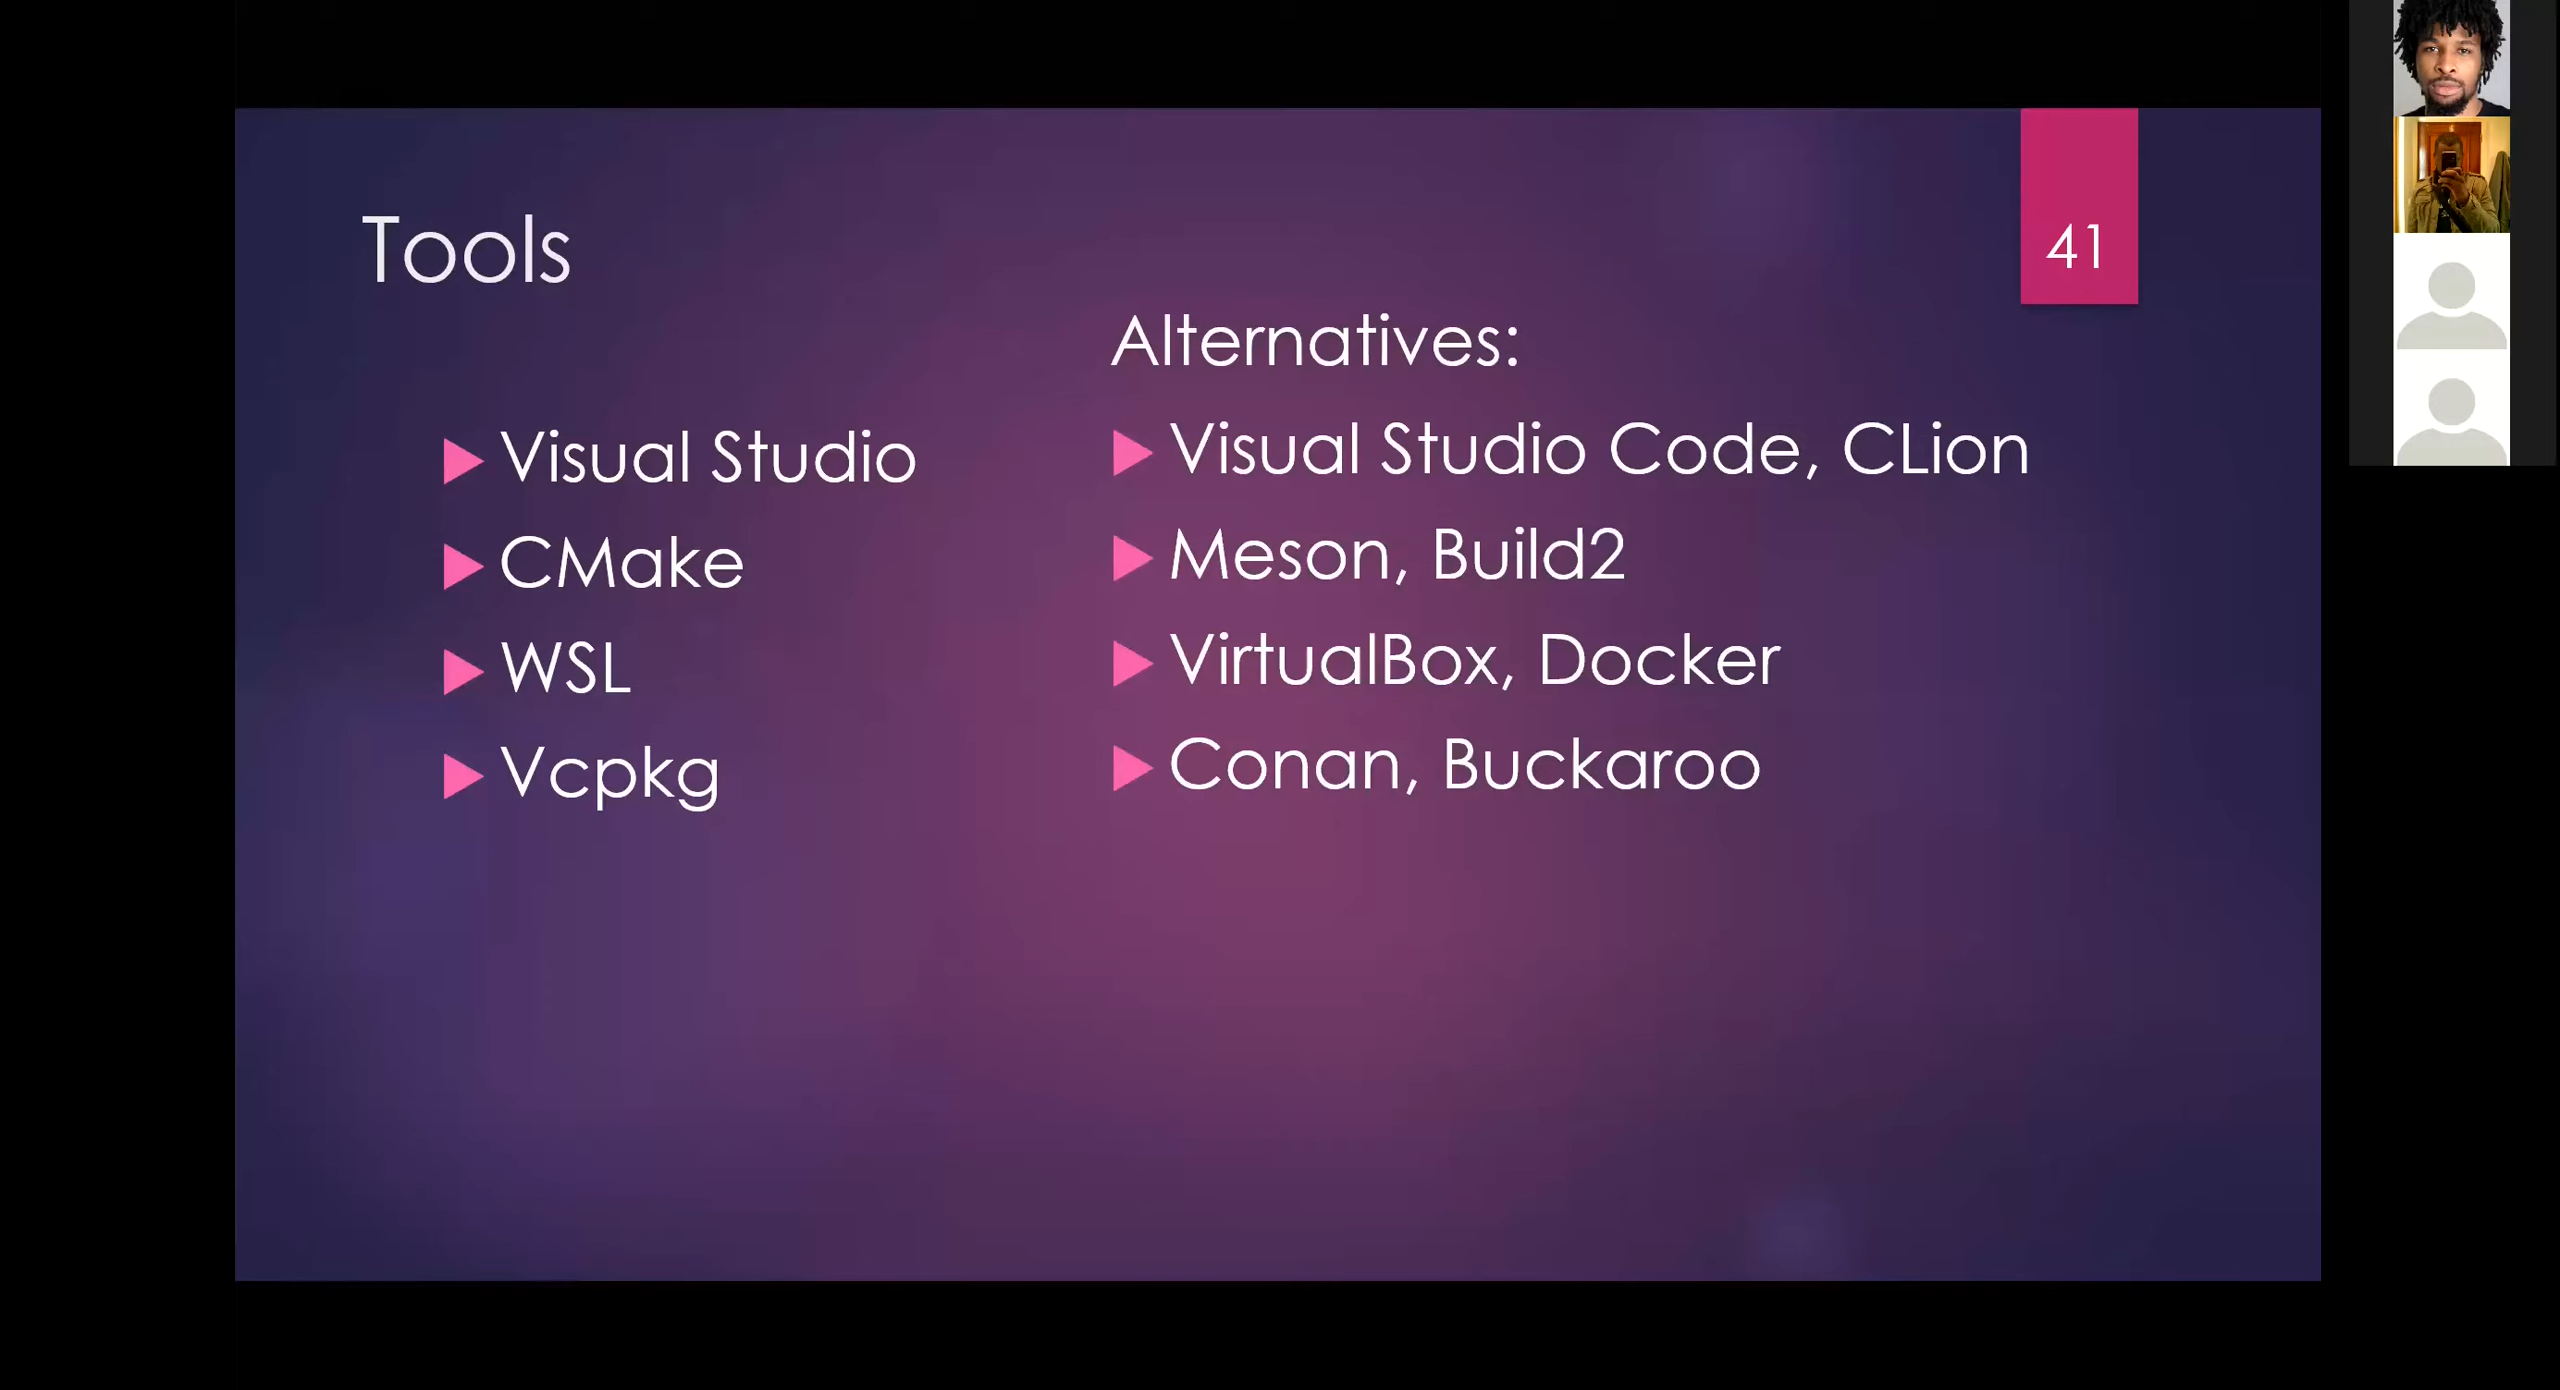 Tools
41
Visual Studio
CMake
WSL
Vcpkg
Alternatives:
Visual Studio Code, CLion
Meson, Build2
VirtualBox, Docker
Conan, Buckaroo